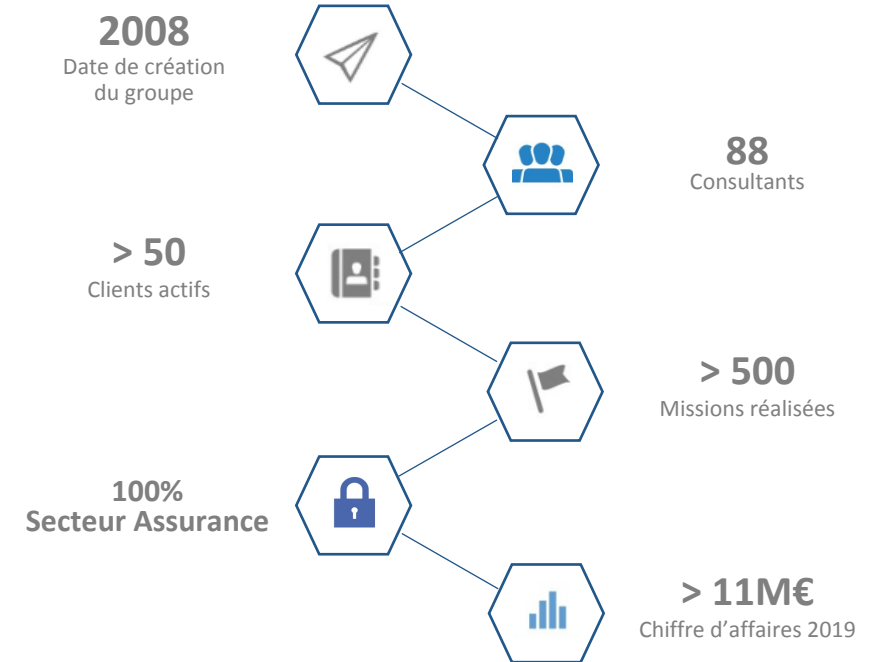 2008
Date de création
du groupe
88
Consultants
> 50
Clients actifs
> 500
Missions réalisées
100%
Secteur Assurance
> 11M€
Chiffre d’affaires 2019